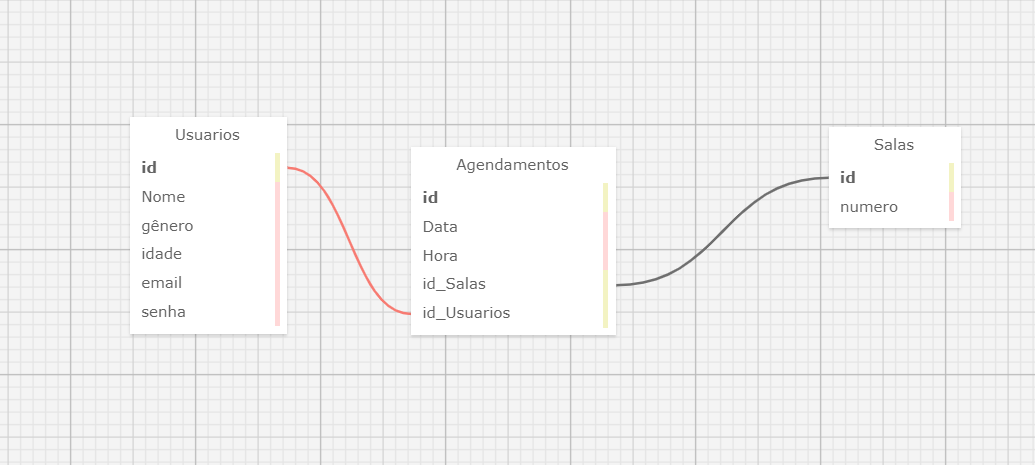 Usuarios
id
Nome
gênero
idade
email
senha
Agendamentos
id
Data
Hora
id_Salas
id_Usuarios
Salas
id
numero